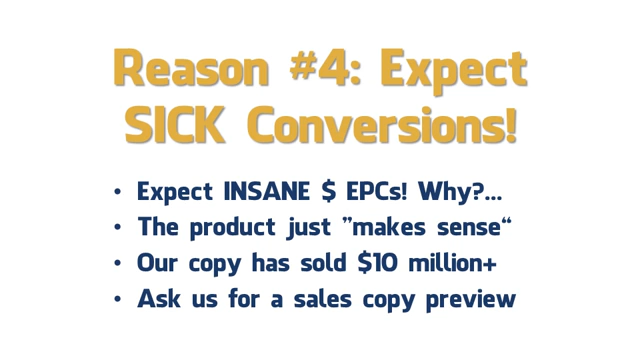 Reason #4: Expect
SICK Conversions!
• Expect INSANE $ EPCs! Why?...
• The product just ”makes sense“
• Our copy has sold $10 million+
• Ask us for a sales copy preview